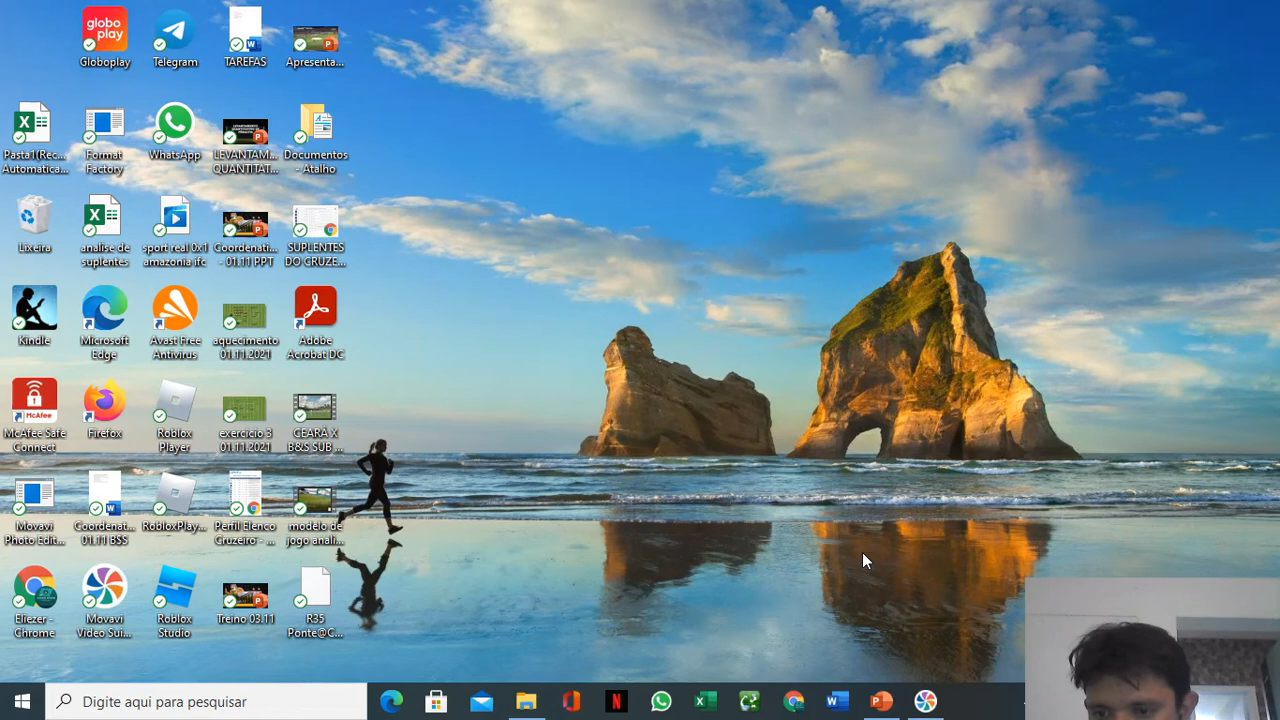 globo
play
Globoplay
Telegram
TAREFAS
Apresenta...
Pasta1(Rec...
Automatica...
Format
Factory
WhatsApp
LEVANTAM...
QUANTITAT...
Documentos
- Atalho
Lixeira
analise de
suplentes
sport real 0x1
amazonia ifc
Coordenati...
- 01.11 PPT
SUPLENTES
DO CRUZE...
Kindle
Microsoft
Edge
Avast Free
Antivirus
aquecimento
01.11.2021
Adobe
Acrobat DC
McAfee
McAfee Safe
Connect
Firefox
Roblox
Player
exercicio 3
01.11.2021
CEARÁ X
B&S SUB ...
Movavi
Photo Edit...
Coordenat...
01.11 BSS
RobloxPlay...
Perfil Elenco
Cruzeiro - ...
modelo de
jogo anali...
Eliezer -
Chrome
Movavi
Video Sui...
Roblox
Studio
Treino 03.11
R35
Ponte@C...
Digite aqui para pesquisar